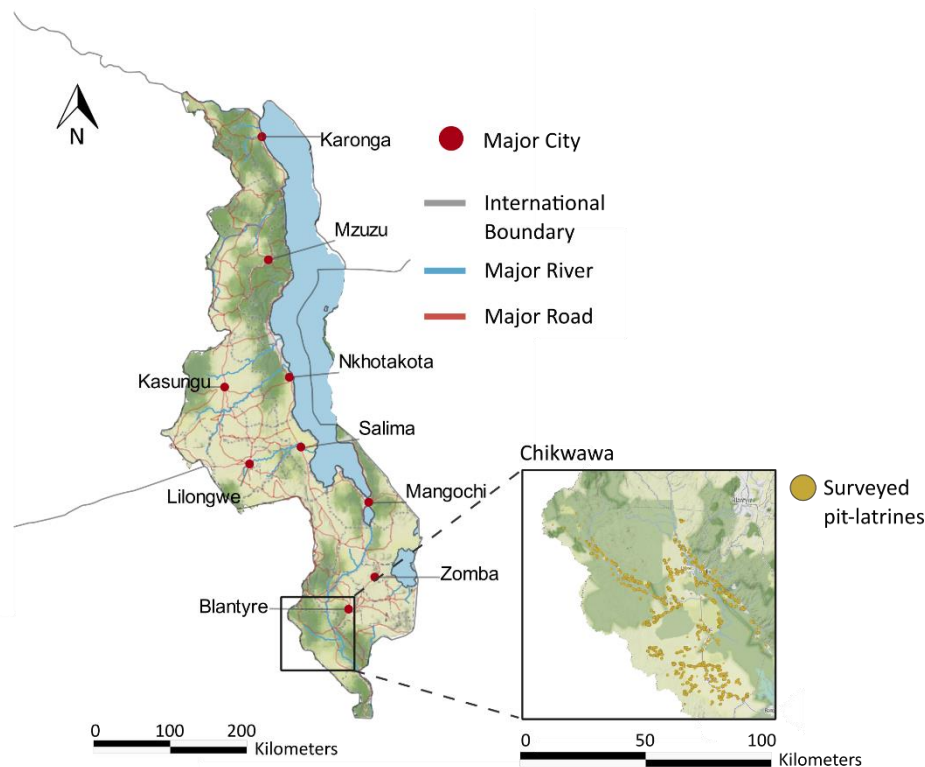 N
Karonga
Mzuzu
Nkhotakota
Kasungu
Salima
Lilongwe
Mangochi
Zomba
Blantyre
Major City
International
Boundary
Major River
Major Road
Chikwawa
Surveyed
pit-latrines
0 100 200
Kilometers
0 50 100
Kilometers